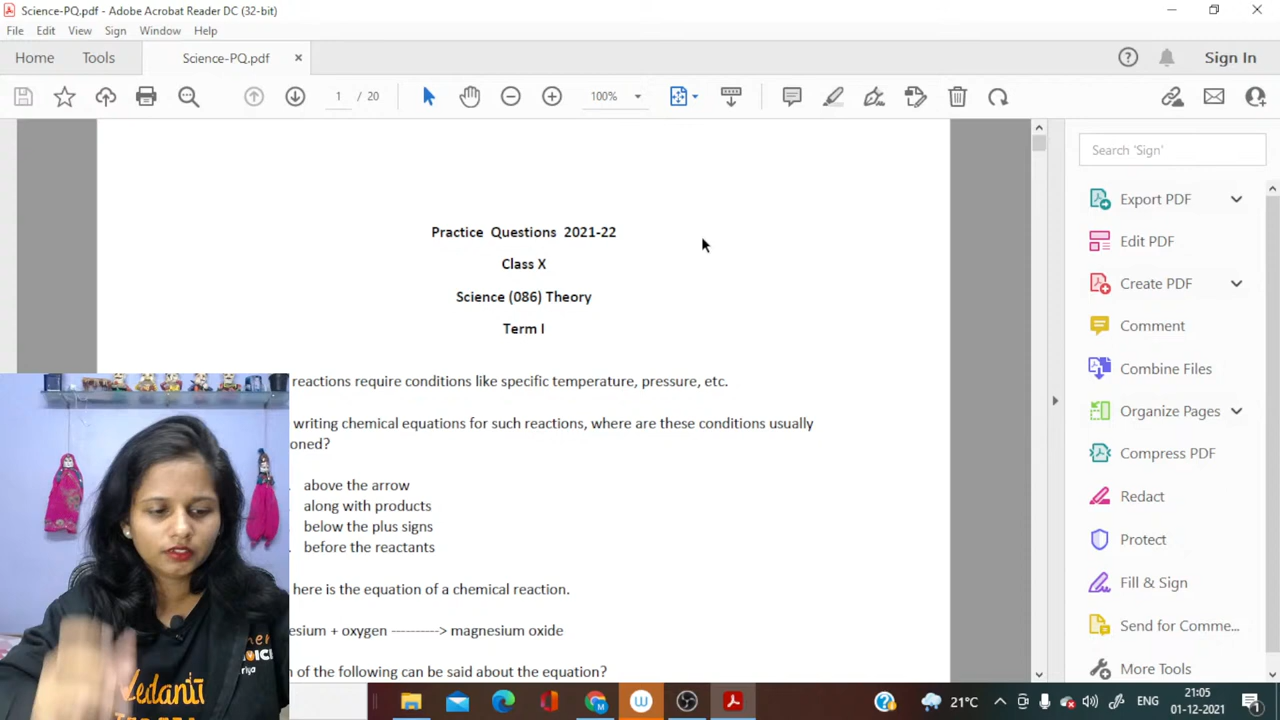 Science-PQ.pdf - Adobe Acrobat Reader DC (32-bit)
File Edit View Sign Window Help
Home Tools Science-PQ.pdf Sign In
1 / 20 100%
Practice Questions 2021-22
Class X
Science (086) Theory
Term I
reactions require conditions like specific temperature, pressure, etc.
writing chemical equations for such reactions, where are these conditions usually
oned?
above the arrow
along with products
below the plus signs
before the reactants
here is the equation of a chemical reaction.
esium + oxygen ----------> magnesium oxide
n of the following can be said about the equation?
Search 'Sign'
Export PDF
Edit PDF
Create PDF
Comment
Combine Files
Organize Pages
Compress PDF
Redact
Protect
Fill & Sign
Send for Comme...
More Tools
21°C ENG 21:05
01-12-2021